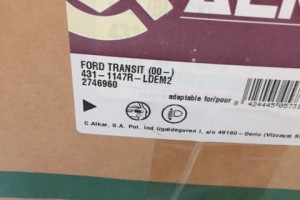 FORD TRANSIT (00-)
431-1147R-LDEM2
2746960
adaptable for/pour
C.Alkar, S.A. Pol. Ind Ugaldeguren I, s/n 48160 - Derio (Vizcaya)